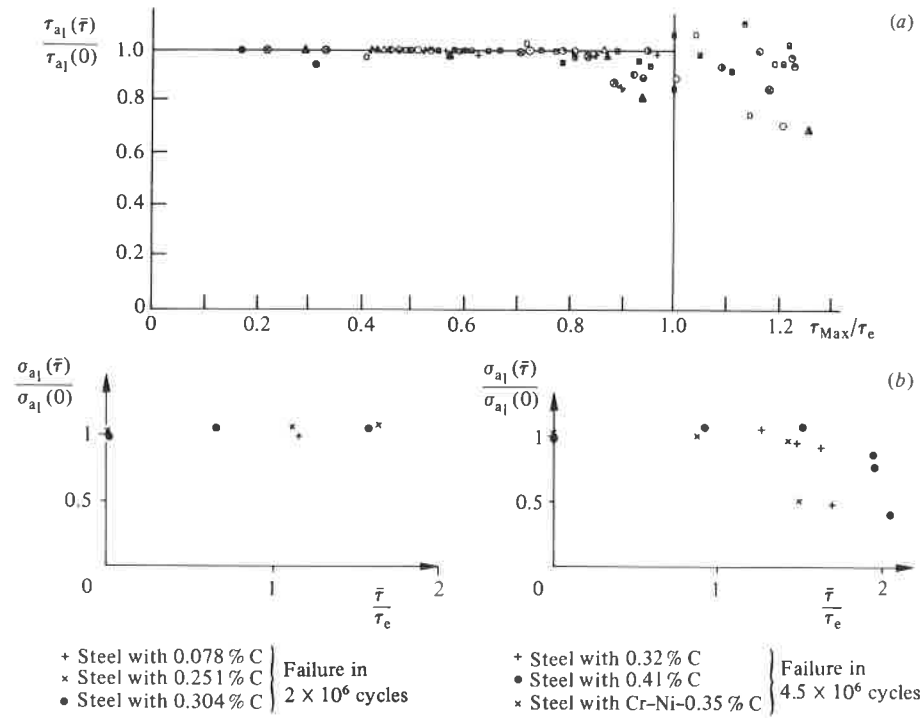 τa1(τ̄)
τa1(0)
(a)
1.0
0.8
0.6
0.4
0.2
0
0 0.2 0.4 0.6 0.8 1.0 τMax/τe
σa1(τ̄)
σa1(0)
1
0.5
0 1 2
τ̄
τe
+ Steel with 0.078 % C
× Steel with 0.251 % C
● Steel with 0.304 % C
Failure in
2 × 10⁶ cycles
σa1(τ̄)
σa1(0)
(b)
1
0.5
0 1 2
τ̄
τe
+ Steel with 0.32 % C
● Steel with 0.41 % C
× Steel with Cr–Ni–0.35 % C
Failure in
4.5 × 10⁶ cycles